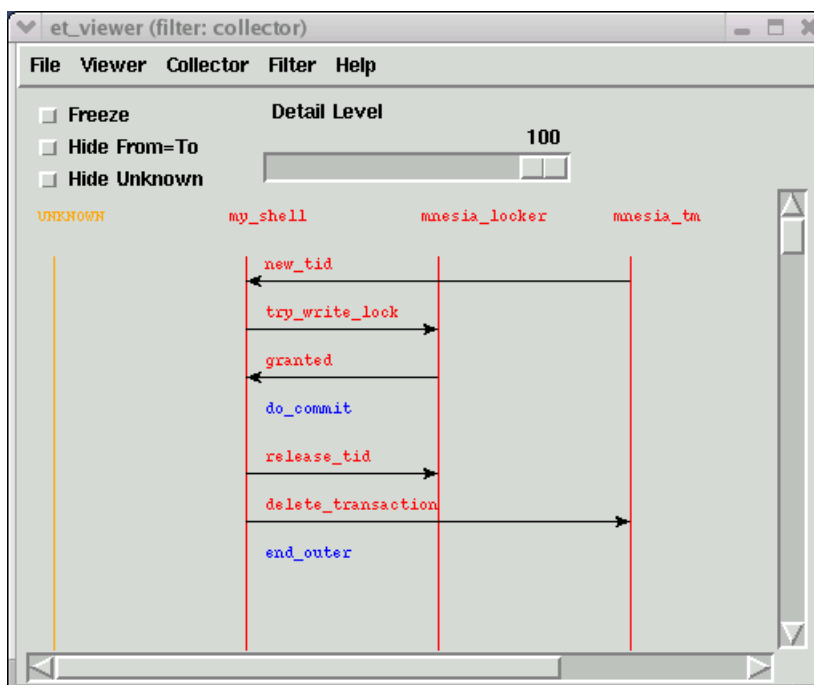 et_viewer (filter: collector)
File Viewer Collector Filter Help
Freeze
Detail Level
Hide From=To
100
Hide Unknown
UNKNOWN my_shell mnesia_locker mnesia_tm
new_tid
try_write_lock
granted
do_commit
release_tid
delete_transaction
end_outer